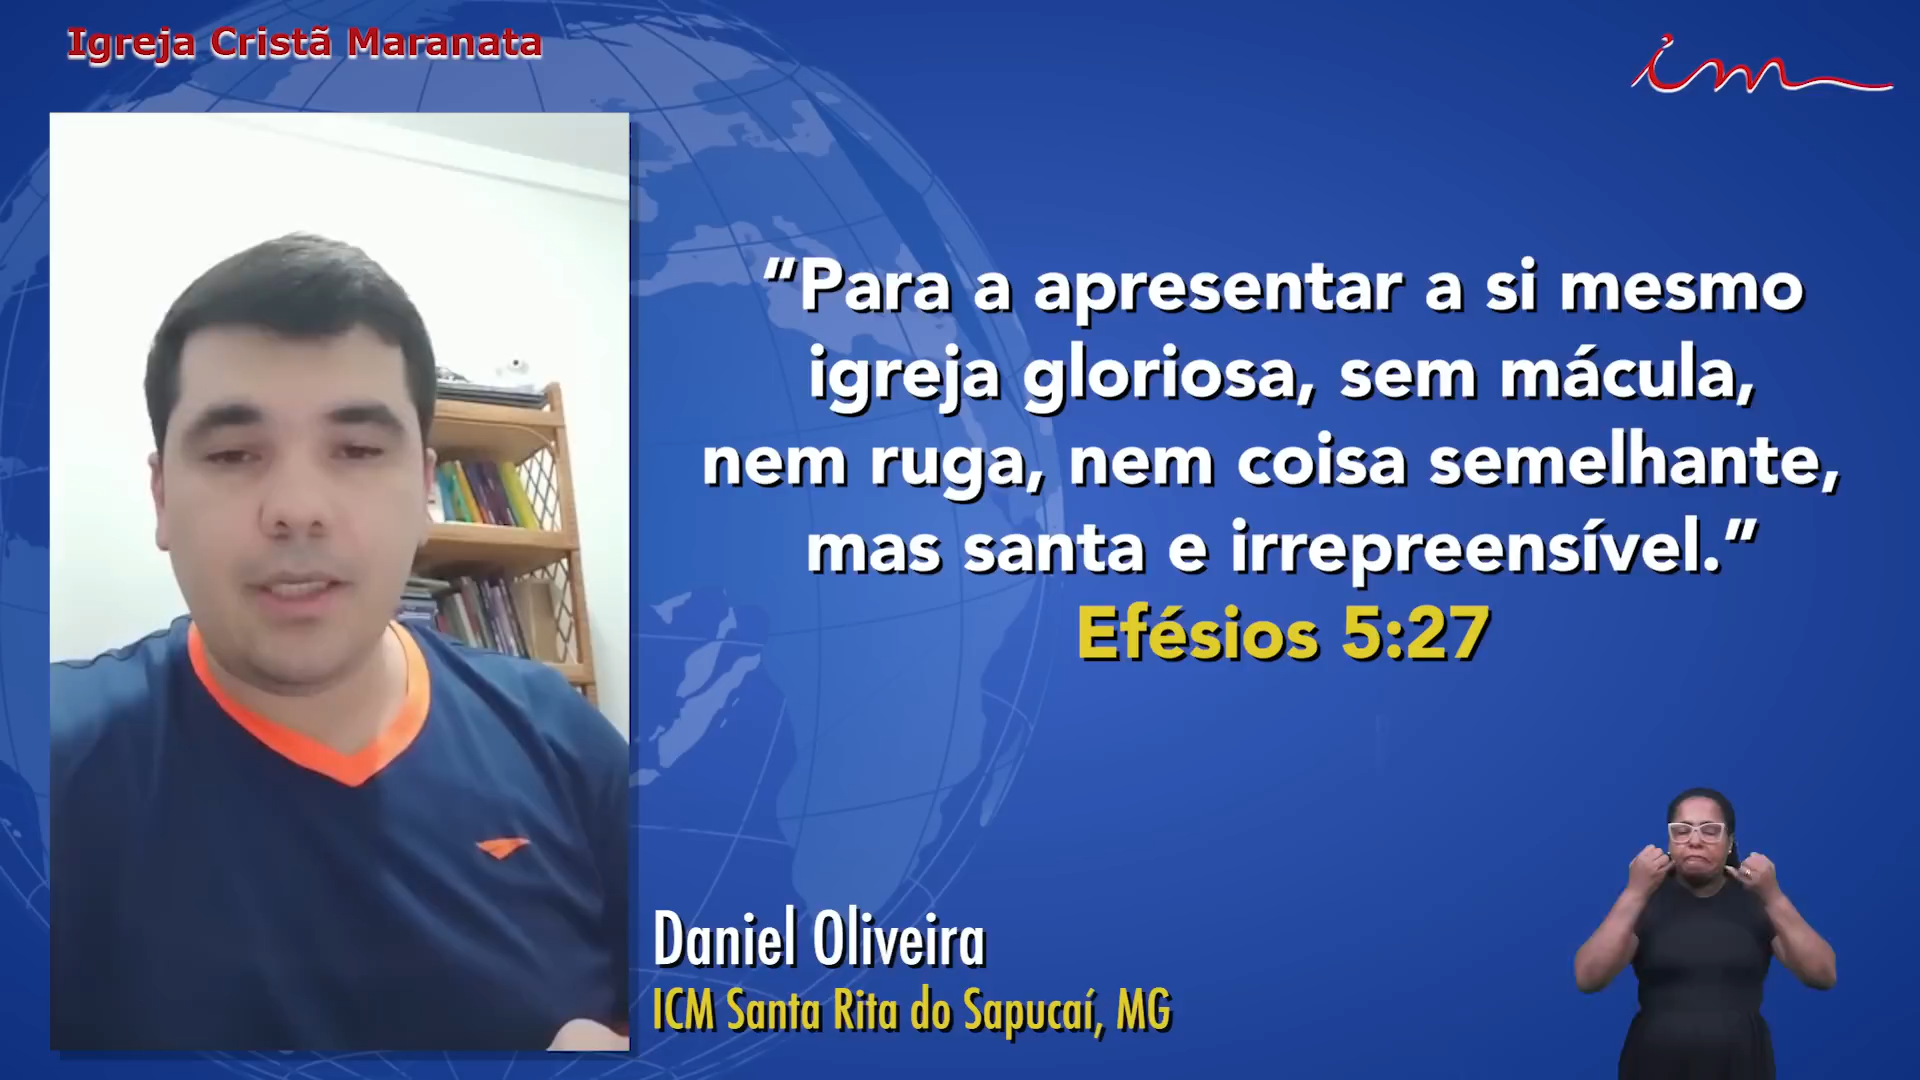 Igreja Cristã Maranata
im
“Para a apresentar a si mesmo
igreja gloriosa, sem mácula,
nem ruga, nem coisa semelhante,
mas santa e irrepreensível.”
Efésios 5:27
Daniel Oliveira
ICM Santa Rita do Sapucaí, MG